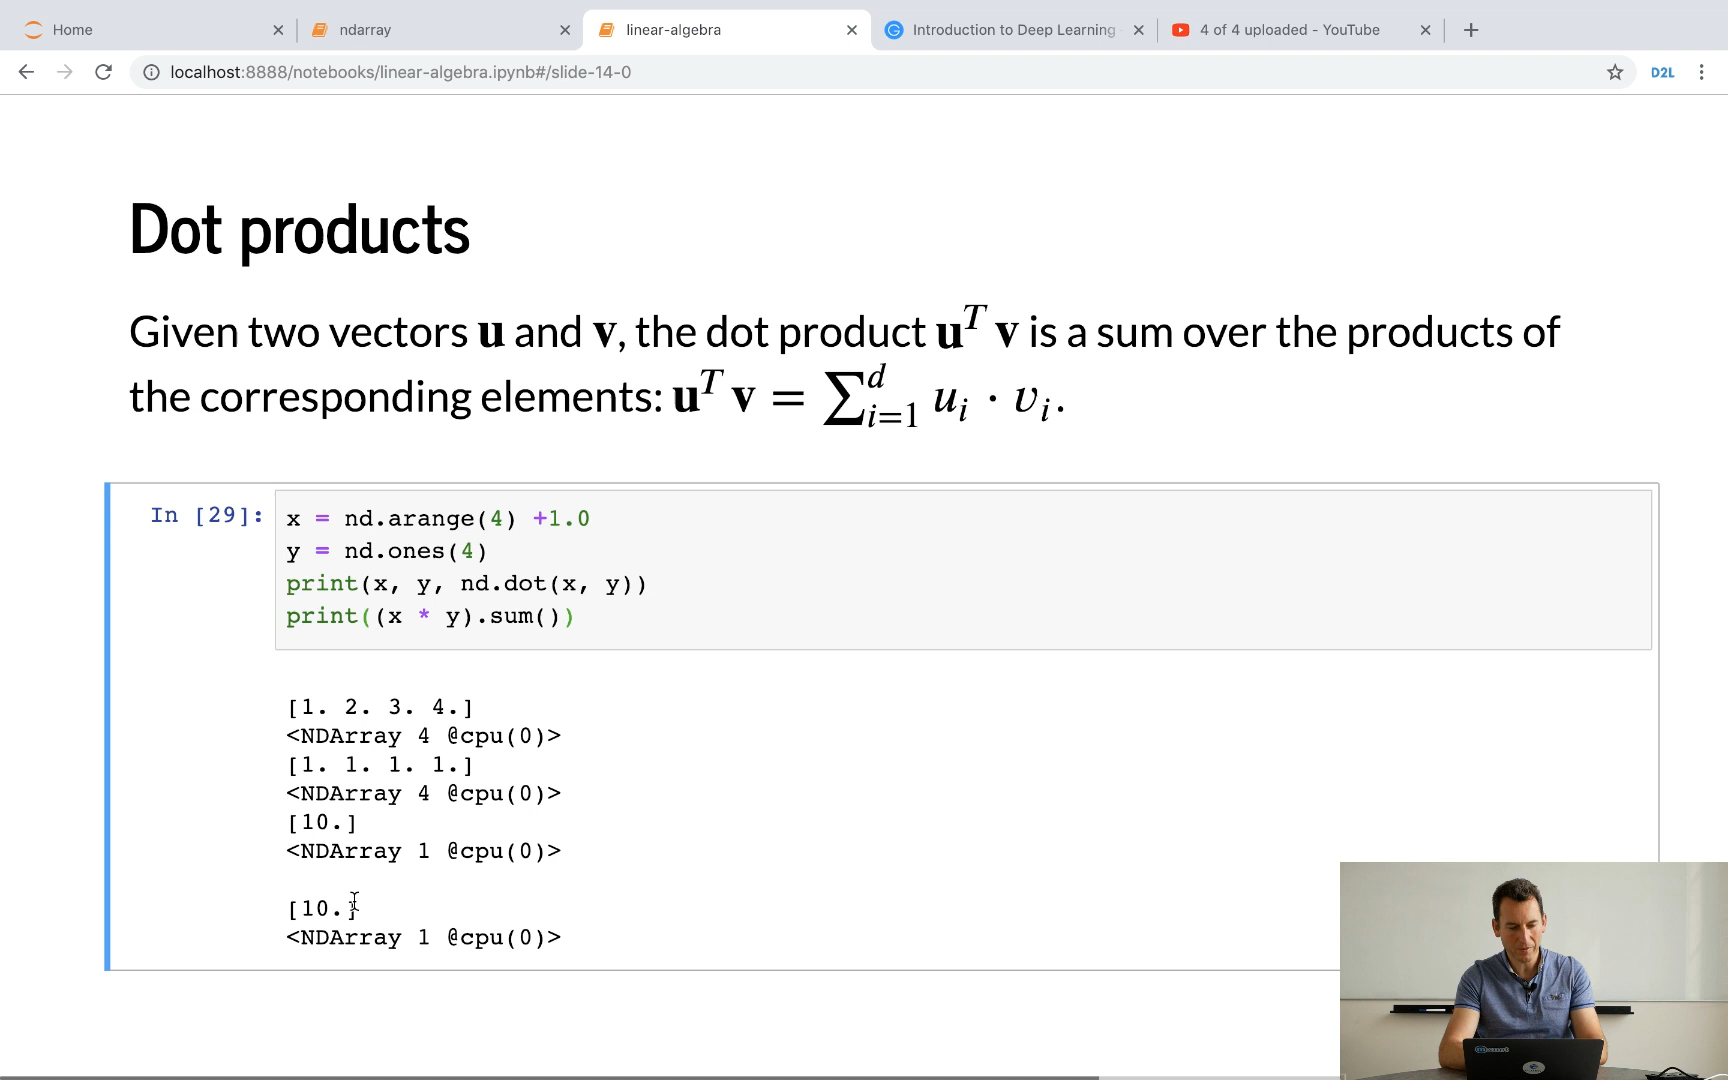 Home
ndarray
linear-algebra
Introduction to Deep Learning
4 of 4 uploaded - YouTube
localhost:8888/notebooks/linear-algebra.ipynb#/slide-14-0
D2L
Dot products
Given two vectors u and v, the dot product u^T v is a sum over the products of
the corresponding elements: u^T v = ∑_{i=1}^d u_i · v_i.
In [29]:
x = nd.arange(4) +1.0
y = nd.ones(4)
print(x, y, nd.dot(x, y))
print((x * y).sum())
[1. 2. 3. 4.]
<NDArray 4 @cpu(0)>
[1. 1. 1. 1.]
<NDArray 4 @cpu(0)>
[10.]
<NDArray 1 @cpu(0)>
[10.]
<NDArray 1 @cpu(0)>